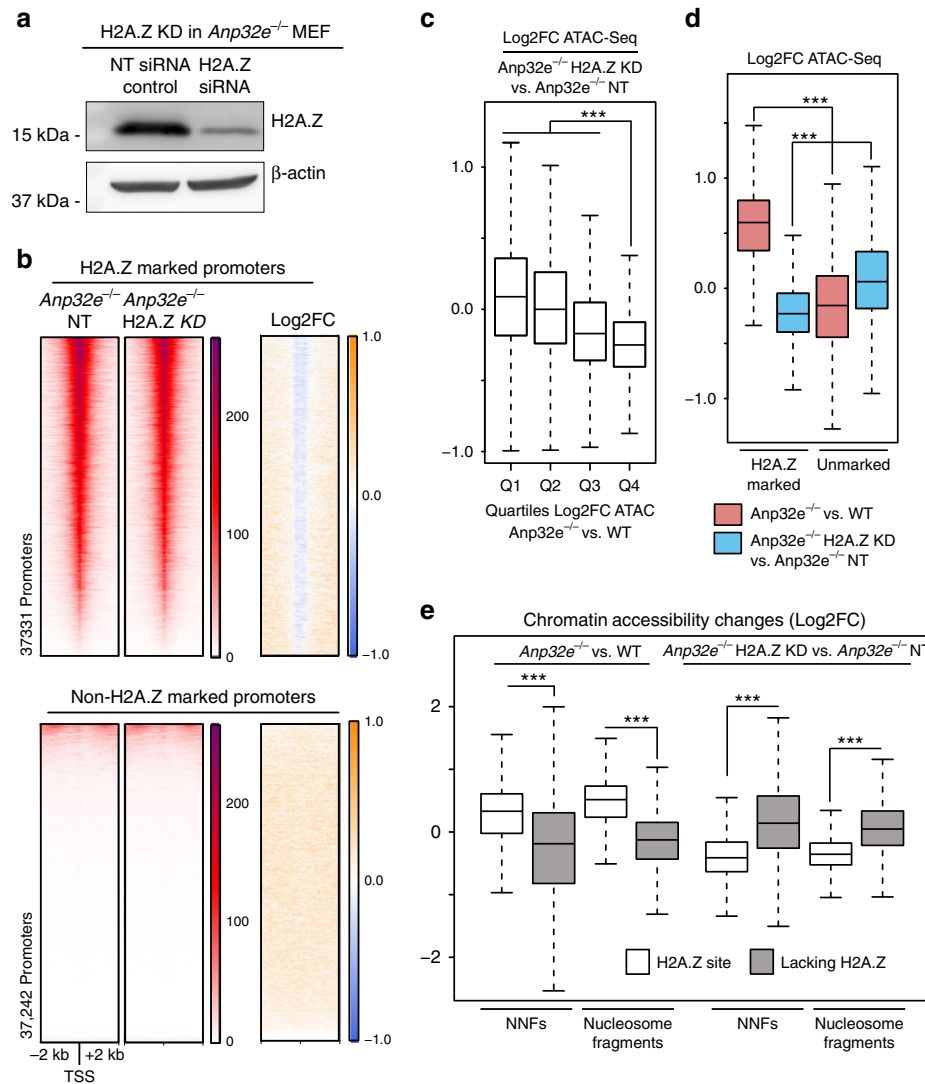 a
H2A.Z KD in Anp32e–/– MEF
NT siRNA control
H2A.Z siRNA
15 kDa -
H2A.Z
37 kDa -
β-actin
b
H2A.Z marked promoters
Anp32e–/– NT
Anp32e–/– H2A.Z KD
Log2FC
37331 Promoters
200
100
0
1.0
0.0
−1.0
Non-H2A.Z marked promoters
37,242 Promoters
200
100
0
1.0
0.0
−1.0
−2 kb
+2 kb
TSS
c
Log2FC ATAC-Seq
Anp32e–/– H2A.Z KD
vs. Anp32e–/– NT
***
1.0
0.0
−1.0
Q1 Q2 Q3 Q4
Quartiles Log2FC ATAC
Anp32e–/– vs. WT
d
Log2FC ATAC-Seq
***
***
1.0
0.0
−1.0
H2A.Z marked
Unmarked
Anp32e–/– vs. WT
Anp32e–/– H2A.Z KD
vs. Anp32e–/– NT
e
Chromatin accessibility changes (Log2FC)
Anp32e–/– vs. WT
Anp32e–/– H2A.Z KD vs. Anp32e–/– NT
***
***
***
***
2
0
−2
H2A.Z site
Lacking H2A.Z
NNFs
Nucleosome fragments
NNFs
Nucleosome fragments